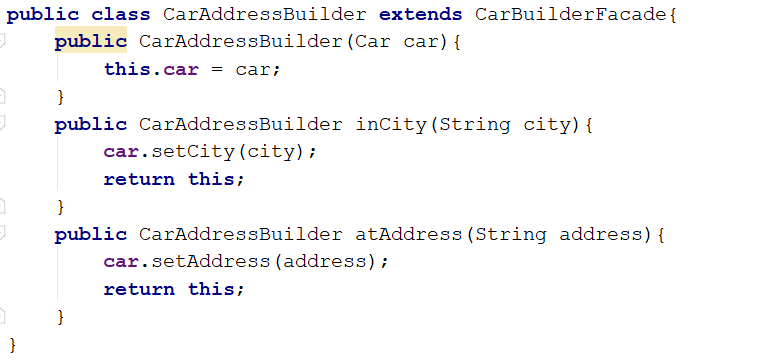 public class CarAddressBuilder extends CarBuilderFacade{
    public CarAddressBuilder(Car car){
        this.car = car;
    }
    public CarAddressBuilder inCity(String city){
        car.setCity(city);
        return this;
    }
    public CarAddressBuilder atAddress(String address){
        car.setAddress(address);
        return this;
    }
}